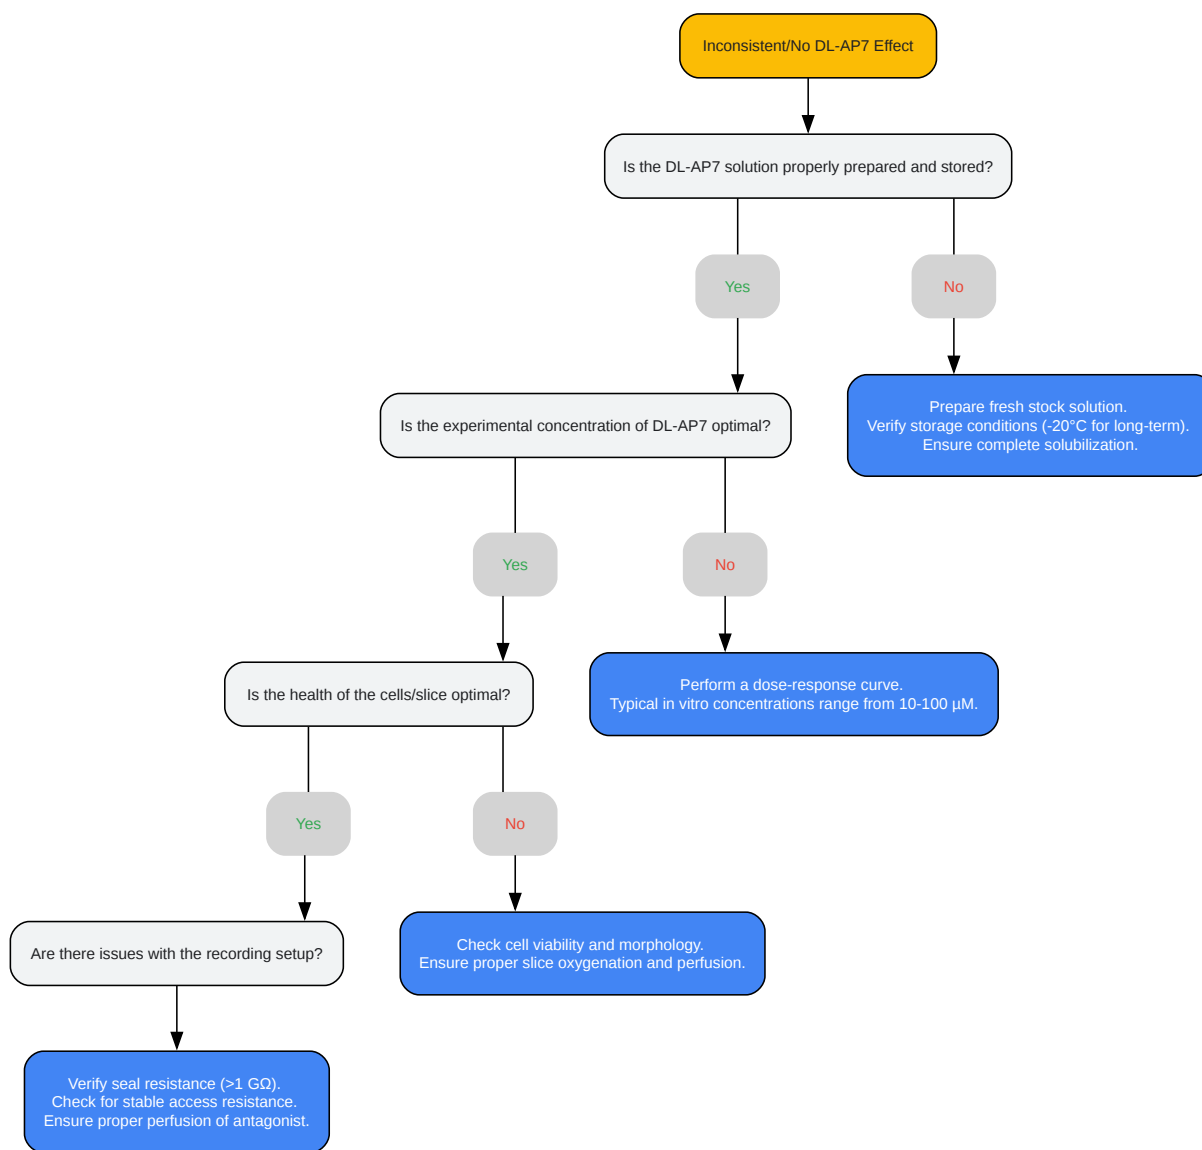 Inconsistent/No DL-AP7 Effect
Is the DL-AP7 solution properly prepared and stored?
Yes
No
Prepare fresh stock solution.
Verify storage conditions (-20°C for long-term).
Ensure complete solubilization.
Is the experimental concentration of DL-AP7 optimal?
Yes
No
Perform a dose-response curve.
Typical in vitro concentrations range from 10-100 µM.
Is the health of the cells/slice optimal?
Yes
No
Check cell viability and morphology.
Ensure proper slice oxygenation and perfusion.
Are there issues with the recording setup?
Verify seal resistance (>1 GΩ).
Check for stable access resistance.
Ensure proper perfusion of antagonist.